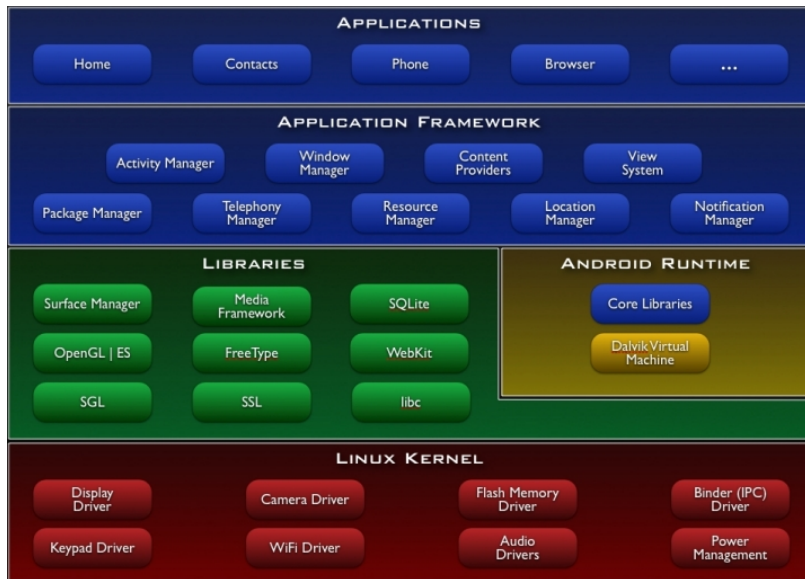 APPLICATIONS
Home
Contacts
Phone
Browser
...
APPLICATION FRAMEWORK
Activity Manager
Window
Manager
Content
Providers
View
System
Package Manager
Telephony
Manager
Resource
Manager
Location
Manager
Notification
Manager
LIBRARIES
Surface Manager
Media
Framework
SQLite
OpenGL | ES
FreeType
WebKit
SGL
SSL
libc
ANDROID RUNTIME
Core Libraries
Dalvik Virtual
Machine
LINUX KERNEL
Display
Driver
Camera Driver
Flash Memory
Driver
Binder (IPC)
Driver
Keypad Driver
WiFi Driver
Audio
Drivers
Power
Management